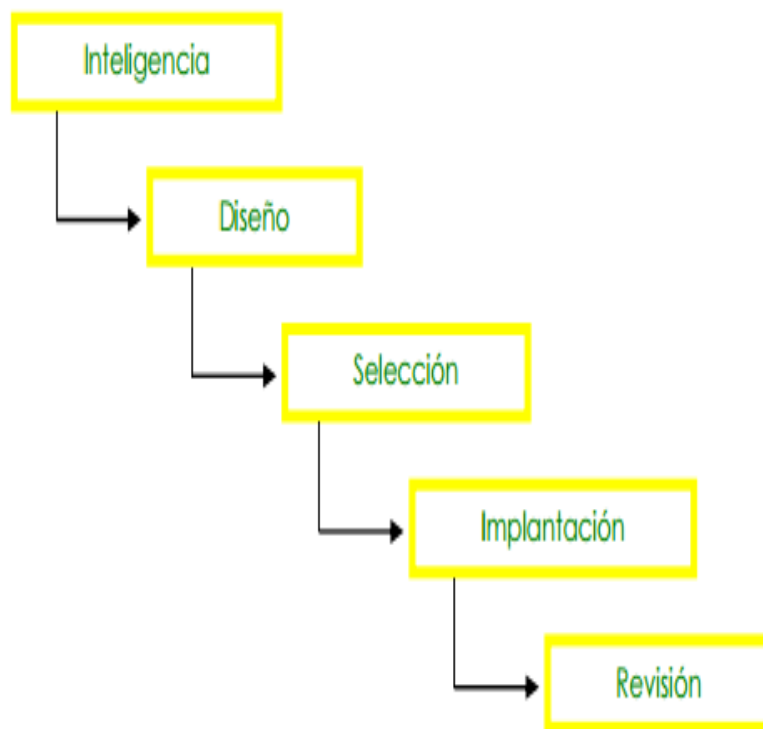 Inteligencia
Diseño
Selección
Implantación
Revisión